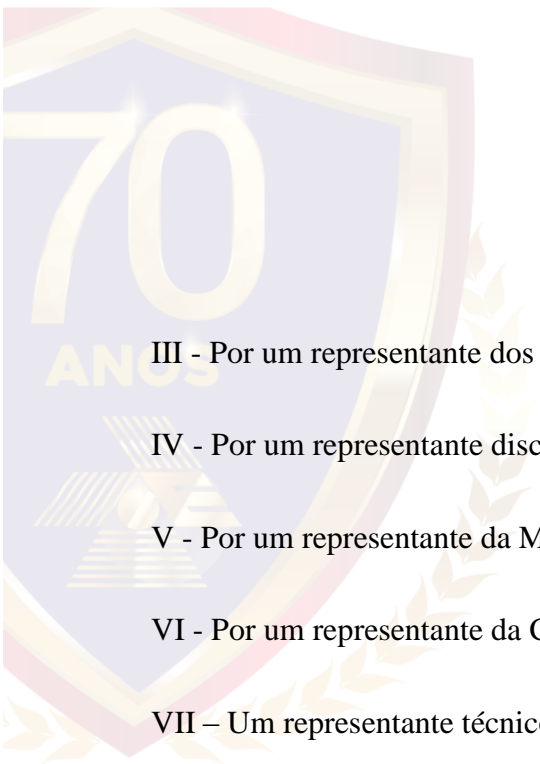 70
ANOS
III - Por um representante dos
IV - Por um representante disc
V - Por um representante da M
VI - Por um representante da C
VII – Um representante técnic